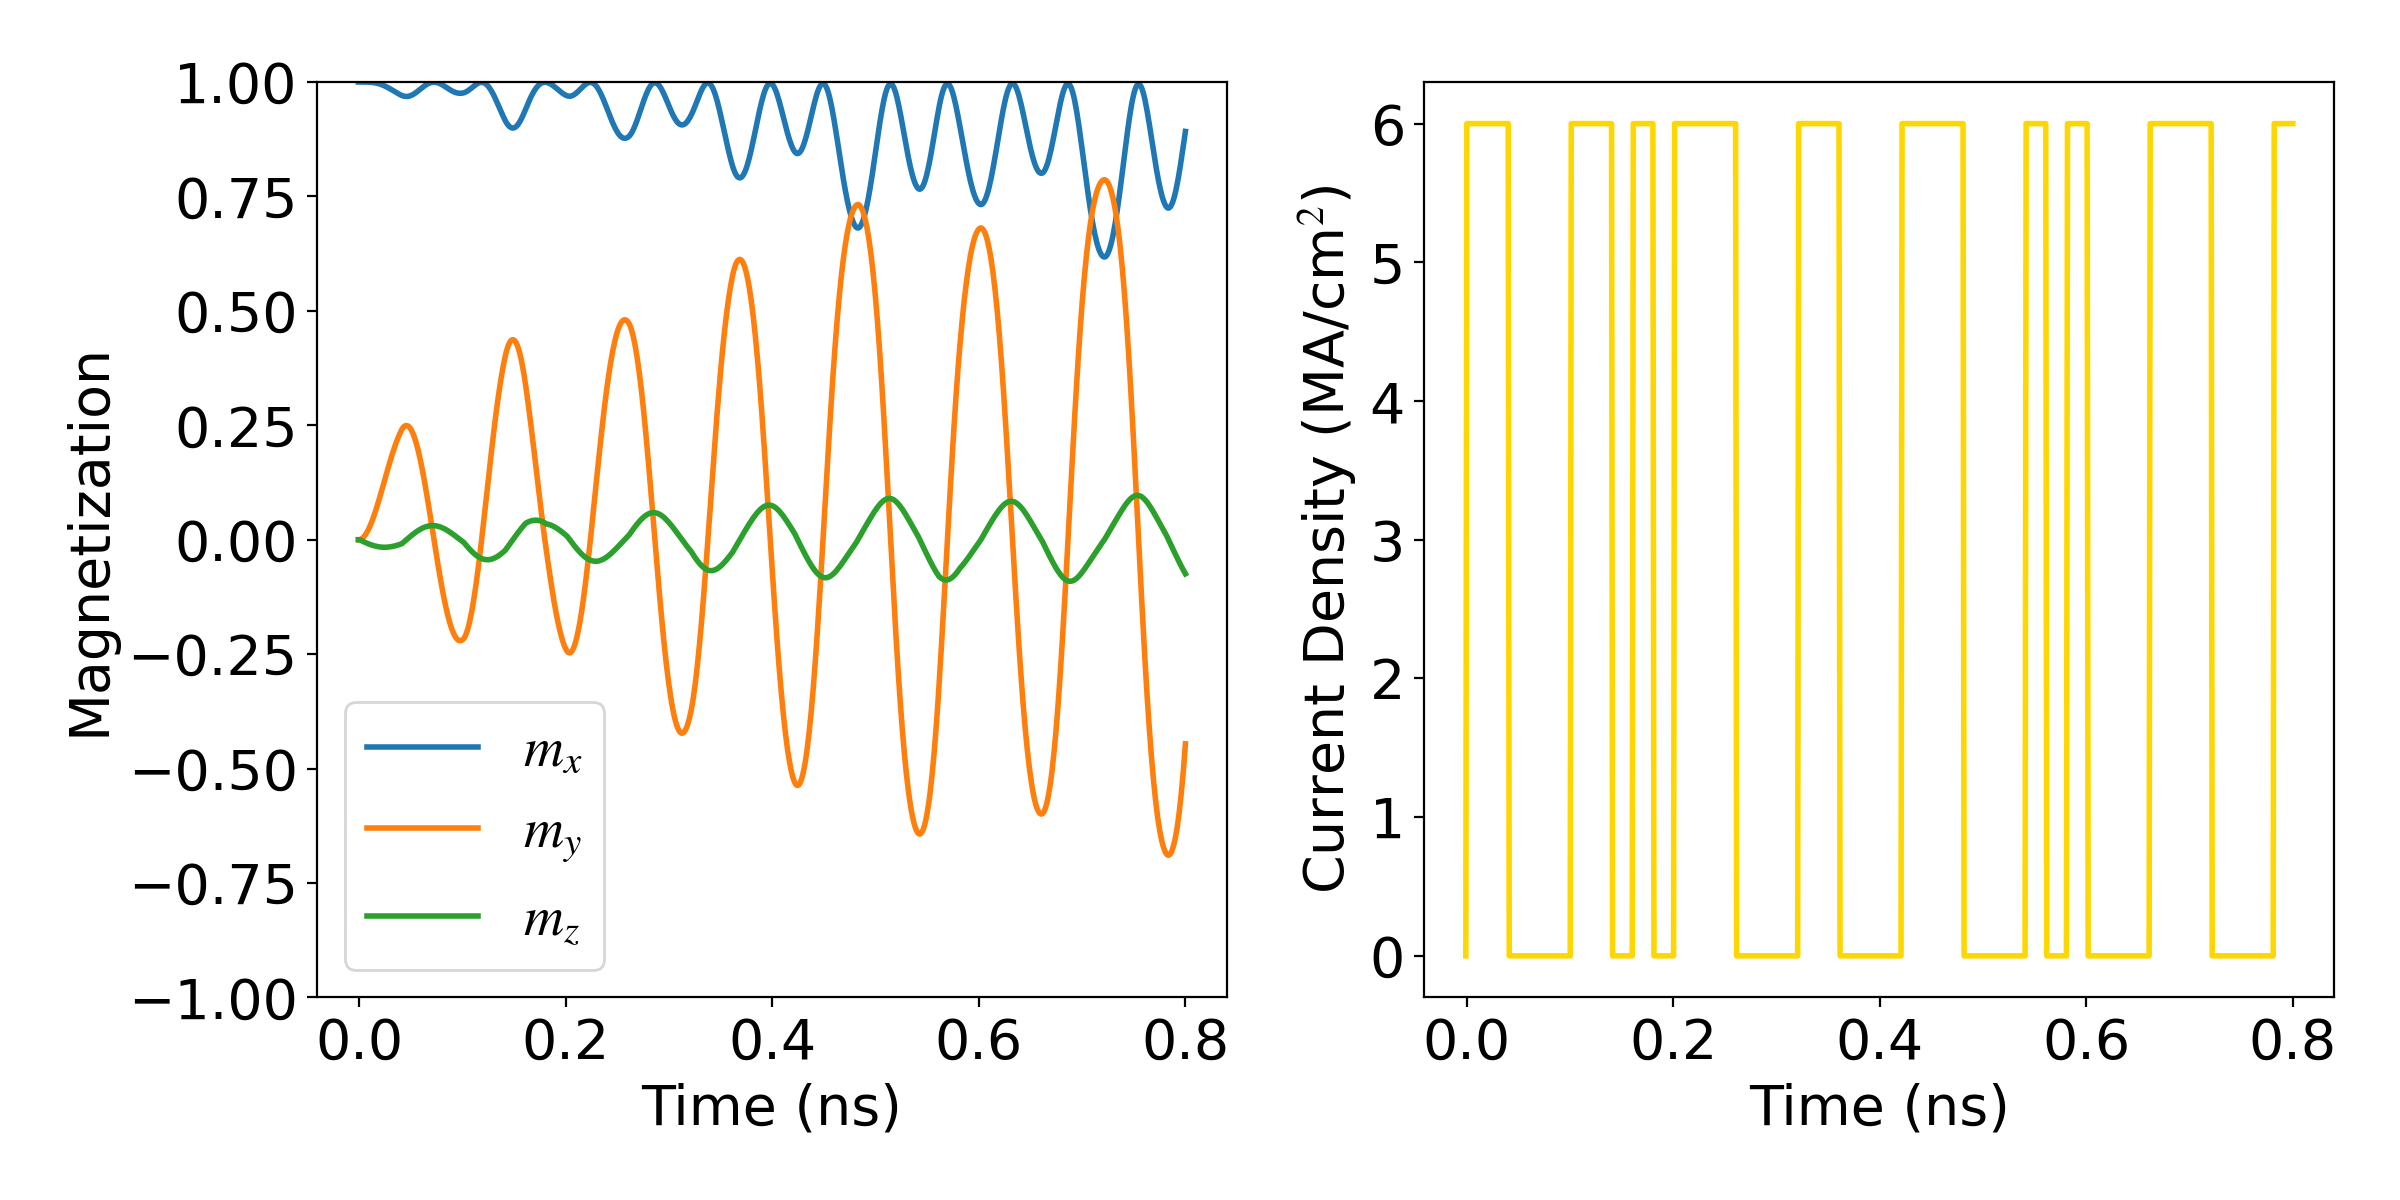 Magnetization
1.00
0.75
0.50
0.25
0.00
−0.25
−0.50
−0.75
−1.00
0.0 0.2 0.4 0.6 0.8
Time (ns)
m_x
m_y
m_z
Current Density (MA/cm²)
6
5
4
3
2
1
0
0.0 0.2 0.4 0.6 0.8
Time (ns)